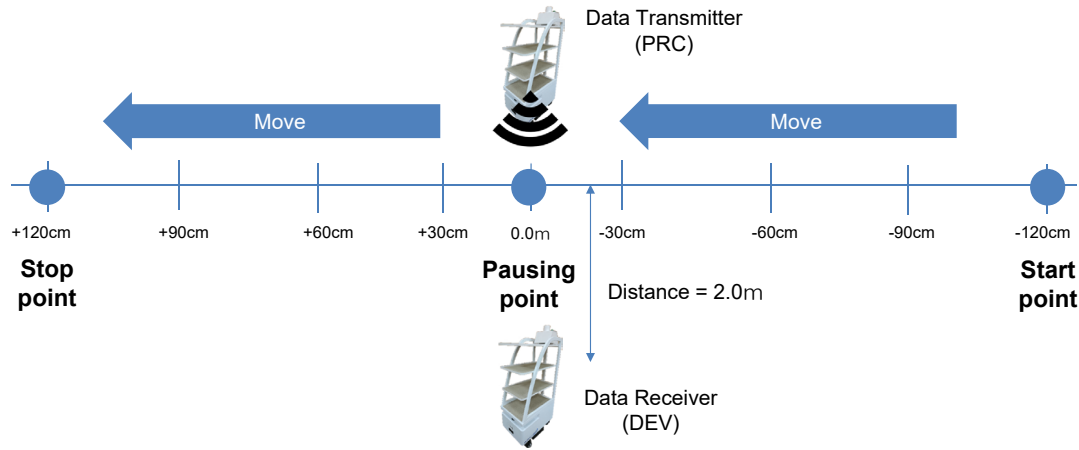 Data Transmitter
(PRC)
Move
Move
+120cm
+90cm
+60cm
+30cm
0.0m
-30cm
-60cm
-90cm
-120cm
Stop
point
Pausing
point
Start
point
Distance = 2.0m
Data Receiver
(DEV)